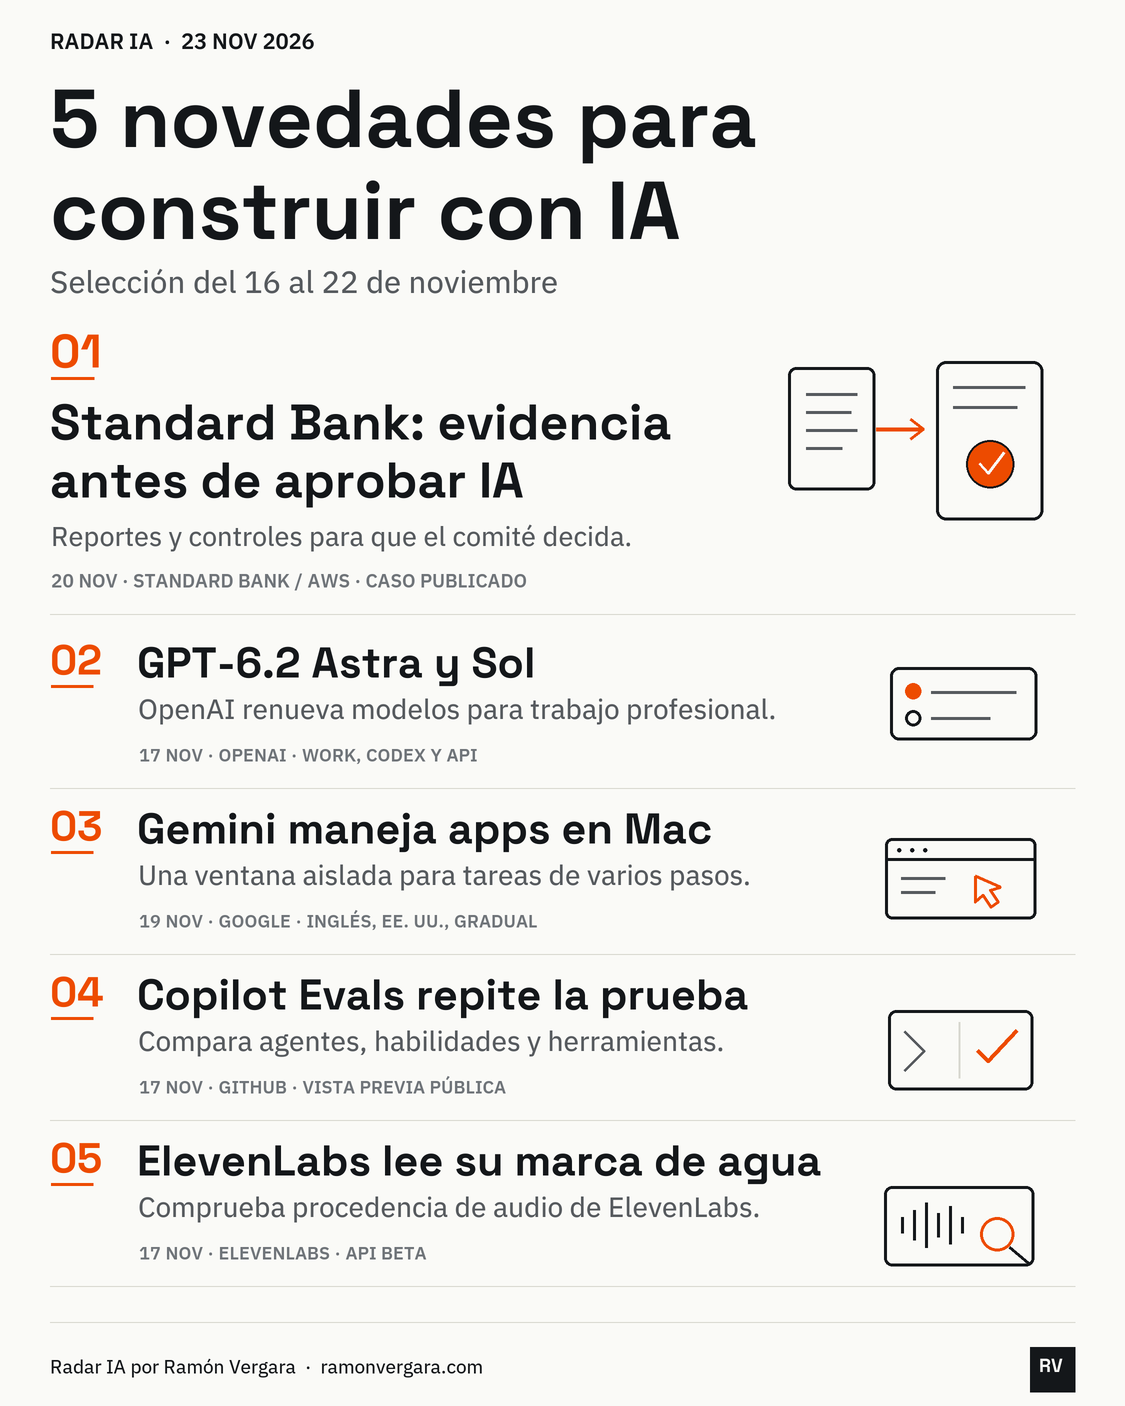 RADAR IA · 23 NOV 2026
5 novedades para
construir con IA
Selección del 16 al 22 de noviembre
01
Standard Bank: evidencia
antes de aprobar IA
Reportes y controles para que el comité decida.
20 NOV · STANDARD BANK / AWS · CASO PUBLICADO
02
GPT-6.2 Astra y Sol
OpenAI renueva modelos para trabajo profesional.
17 NOV · OPENAI · WORK, CODEX Y API
03
Gemini maneja apps en Mac
Una ventana aislada para tareas de varios pasos.
19 NOV · GOOGLE · INGLÉS, EE. UU., GRADUAL
04
Copilot Evals repite la prueba
Compara agentes, habilidades y herramientas.
17 NOV · GITHUB · VISTA PREVIA PÚBLICA
05
ElevenLabs lee su marca de agua
Comprueba procedencia de audio de ElevenLabs.
17 NOV · ELEVENLABS · API BETA
Radar IA por Ramón Vergara · ramonvergara.com
RV